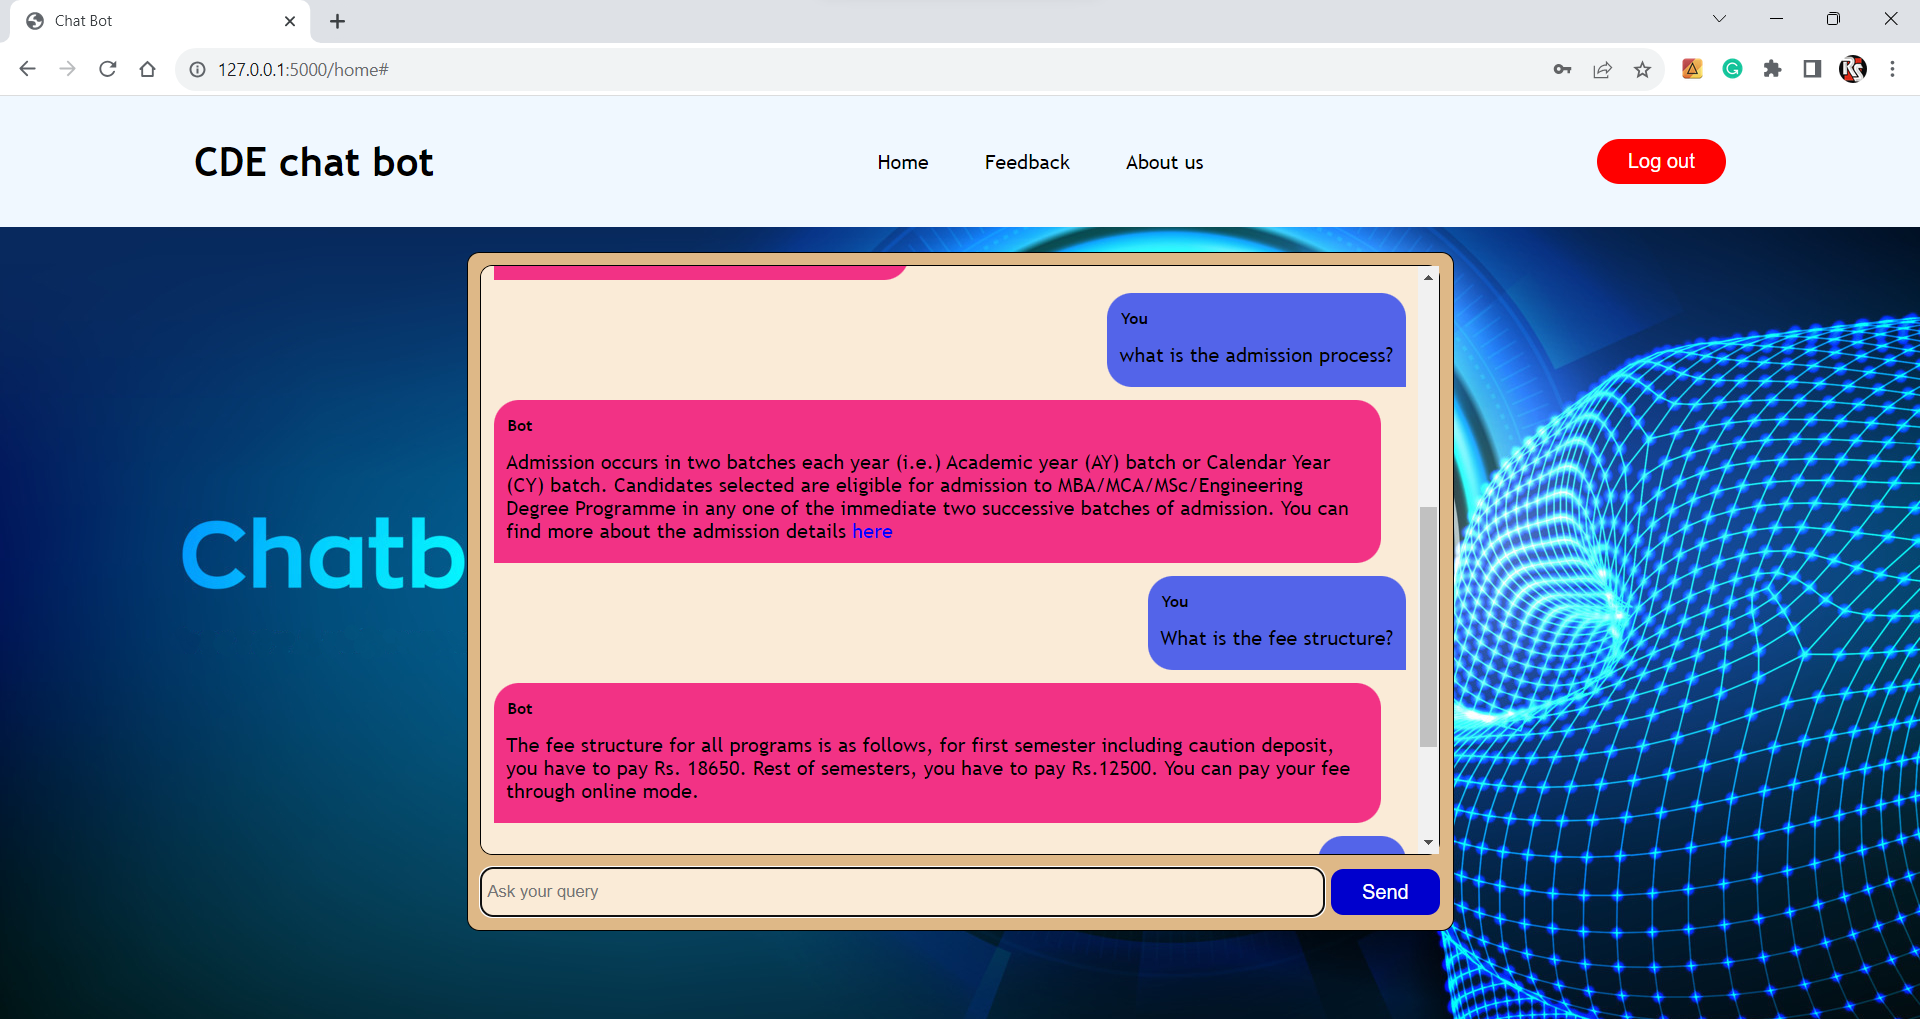 Chat Bot
127.0.0.1:5000/home#
CDE chat bot
Home
Feedback
About us
Log out
You
what is the admission process?
Bot
Admission occurs in two batches each year (i.e.) Academic year (AY) batch or Calendar Year
(CY) batch. Candidates selected are eligible for admission to MBA/MCA/MSc/Engineering
Degree Programme in any one of the immediate two successive batches of admission. You can
find more about the admission details here
You
What is the fee structure?
Bot
The fee structure for all programs is as follows, for first semester including caution deposit,
you have to pay Rs. 18650. Rest of semesters, you have to pay Rs.12500. You can pay your fee
through online mode.
Chatb
Ask your query
Send